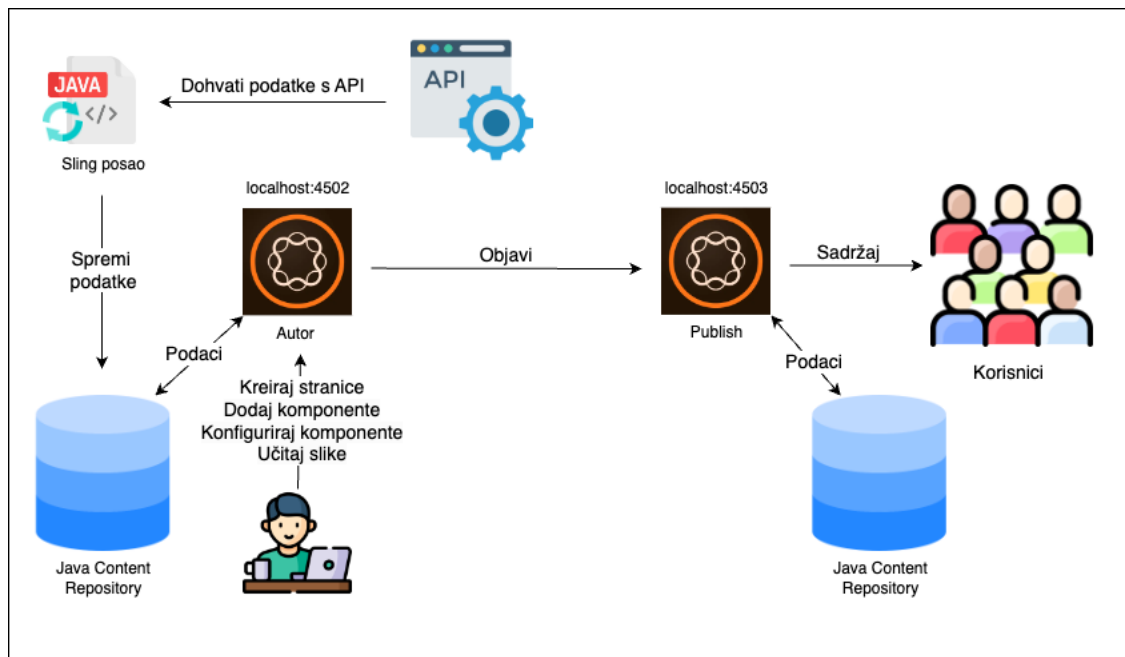 JAVA
</>
Sling posao
Dohvati podatke s API
API
Spremi
podatke
localhost:4502
Autor
Objavi
localhost:4503
Publish
Sadržaj
Korisnici
Podaci
Kreiraj stranice
Dodaj komponente
Konfiguriraj komponente
Učitaj slike
Podaci
Java Content
Repository
Java Content
Repository